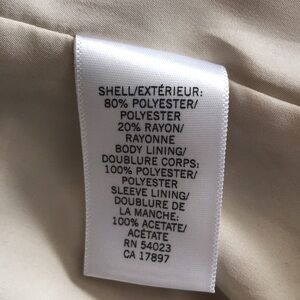 SHELL/EXTÉRIEUR:
80% POLYESTER/
POLYESTER
20% RAYON/
RAYONNE
BODY LINING/
DOUBLURE CORPS:
100% POLYESTER/
POLYESTER
SLEEVE LINING/
DOUBLURE DE
LA MANCHE:
100% ACETATE/
ACÉTATE
RN 54023
CA 17897